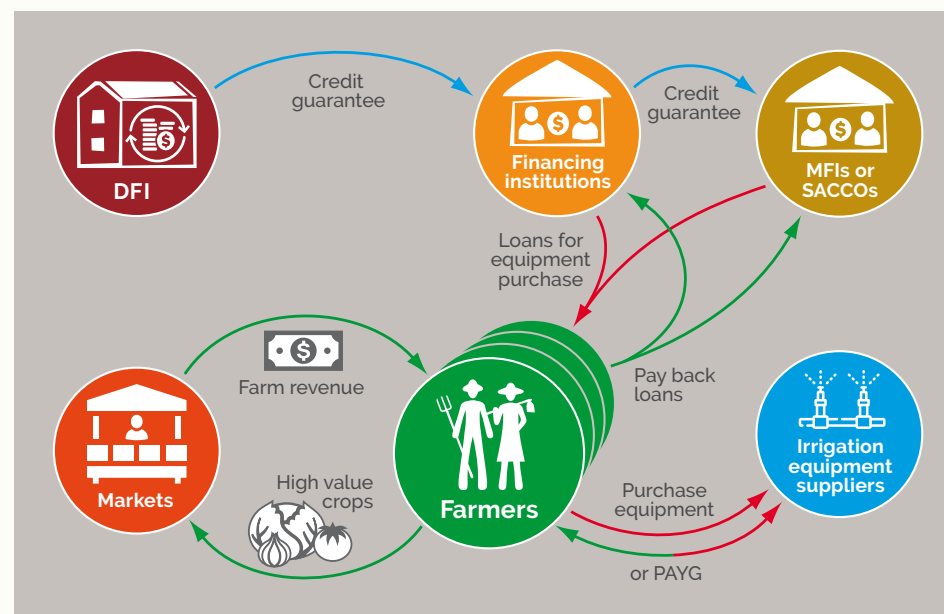 DFI
Credit
guarantee
Financing
institutions
Credit
guarantee
MFIs or
SACCOs
Loans for
equipment
purchase
Farm revenue
Pay back
loans
Markets
High value
crops
Farmers
Purchase
equipment
or PAYG
Irrigation
equipment
suppliers